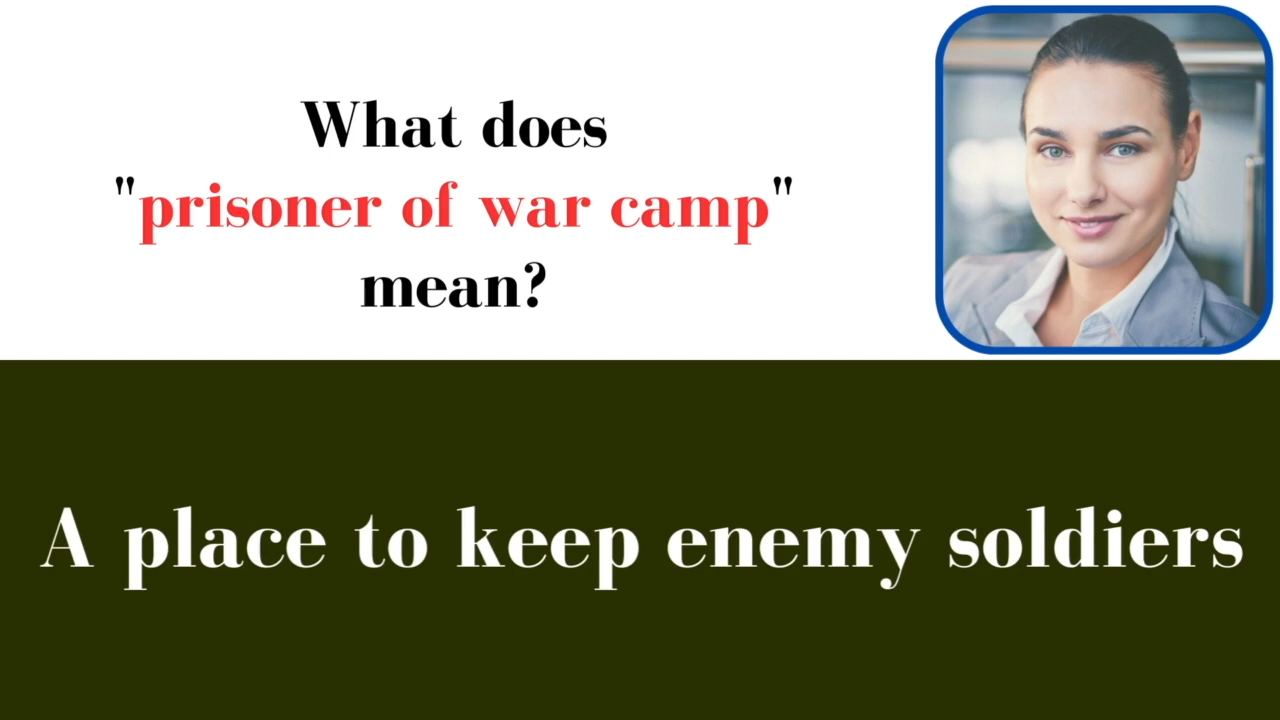 What does
"prisoner of war camp"
mean?
A place to keep enemy soldiers